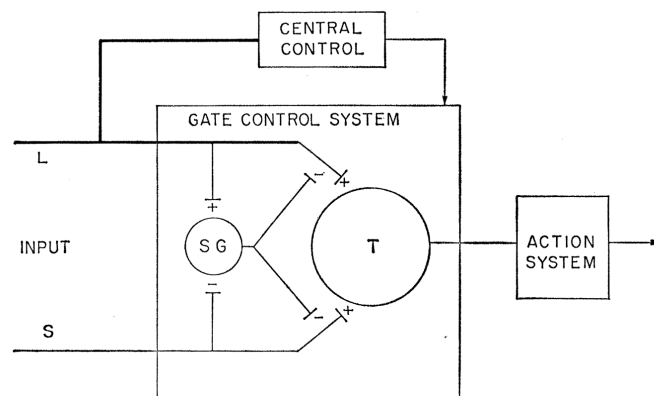 CENTRAL
CONTROL
GATE CONTROL SYSTEM
L
+
-
+
INPUT
SG
T
ACTION
SYSTEM
-
-
+
S